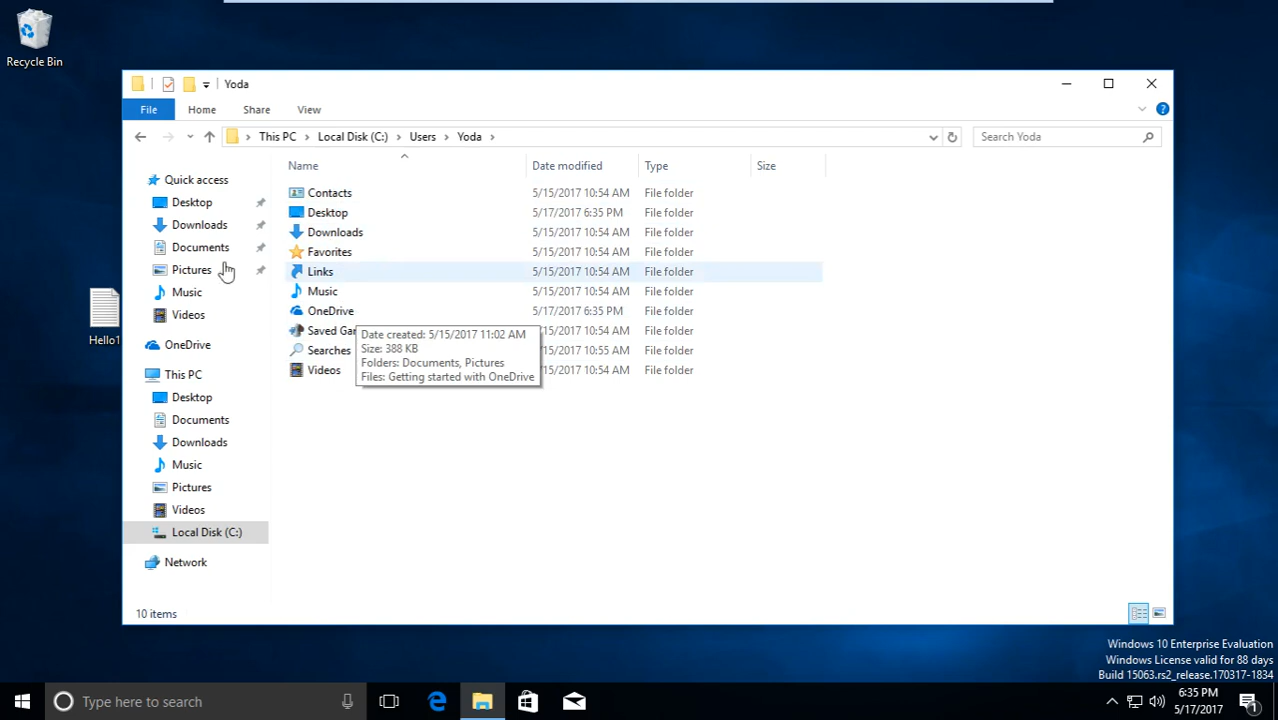 Recycle Bin
Yoda
File Home Share View
This PC Local Disk (C:) Users Yoda
Search Yoda
Name Date modified Type Size
Quick access
Desktop
Downloads
Documents
Pictures
Music
Videos
OneDrive
This PC
Desktop
Documents
Downloads
Music
Pictures
Videos
Local Disk (C:)
Network
Contacts 5/15/2017 10:54 AM File folder
Desktop 5/17/2017 6:35 PM File folder
Downloads 5/15/2017 10:54 AM File folder
Favorites 5/15/2017 10:54 AM File folder
Links 5/15/2017 10:54 AM File folder
Music 5/15/2017 10:54 AM File folder
OneDrive 5/17/2017 6:35 PM File folder
Saved Gar /15/2017 10:54 AM File folder
Searches /15/2017 10:55 AM File folder
Videos /15/2017 10:54 AM File folder
Date created: 5/15/2017 11:02 AM
Size: 388 KB
Folders: Documents, Pictures
Files: Getting started with OneDrive
Hello1
10 items
Windows 10 Enterprise Evaluation
Windows License valid for 88 days
Build 15063.rs2_release.170317-1834
Type here to search
6:35 PM
5/17/2017
1